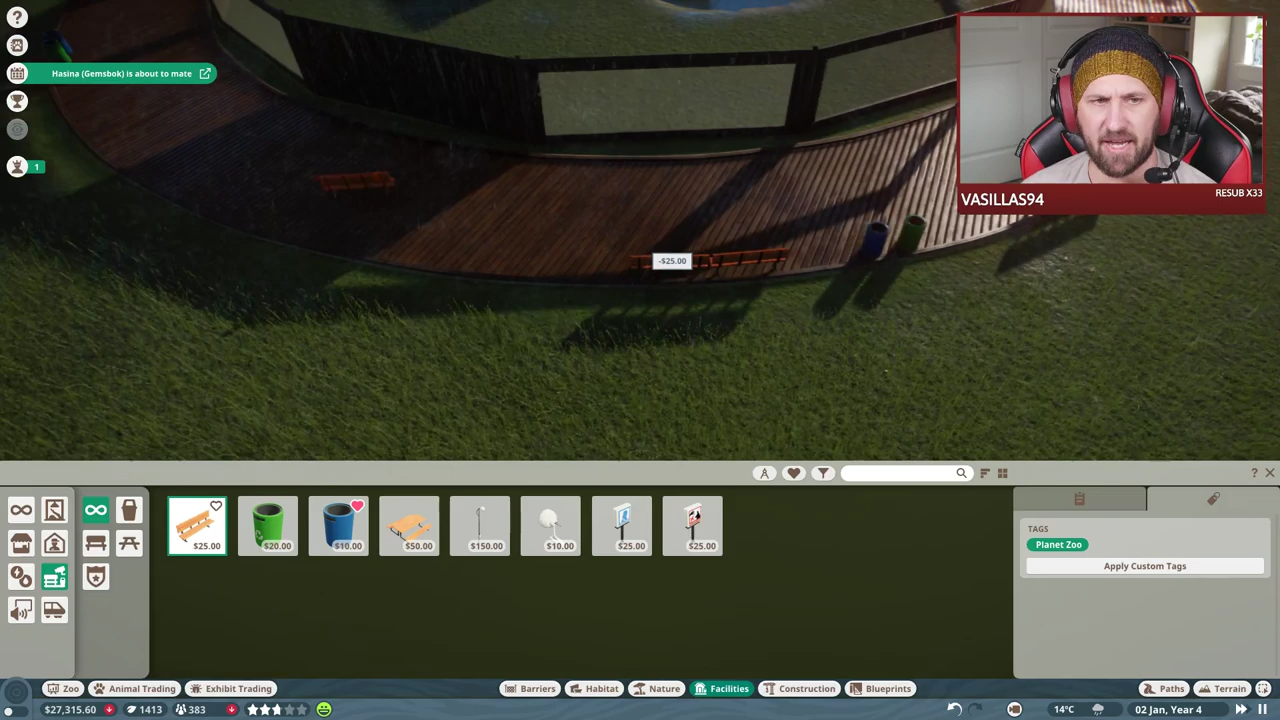 Hasina (Gemsbok) is about to mate
1
VASILLAS94
RESUB X33
-$25.00
$25.00
$20.00
$10.00
$50.00
$150.00
$10.00
$25.00
$25.00
TAGS
Planet Zoo
Apply Custom Tags
Zoo
Animal Trading
Exhibit Trading
Barriers
Habitat
Nature
Facilities
Construction
Blueprints
Paths
Terrain
$27,315.60
1413
383
14°C
02 Jan, Year 4